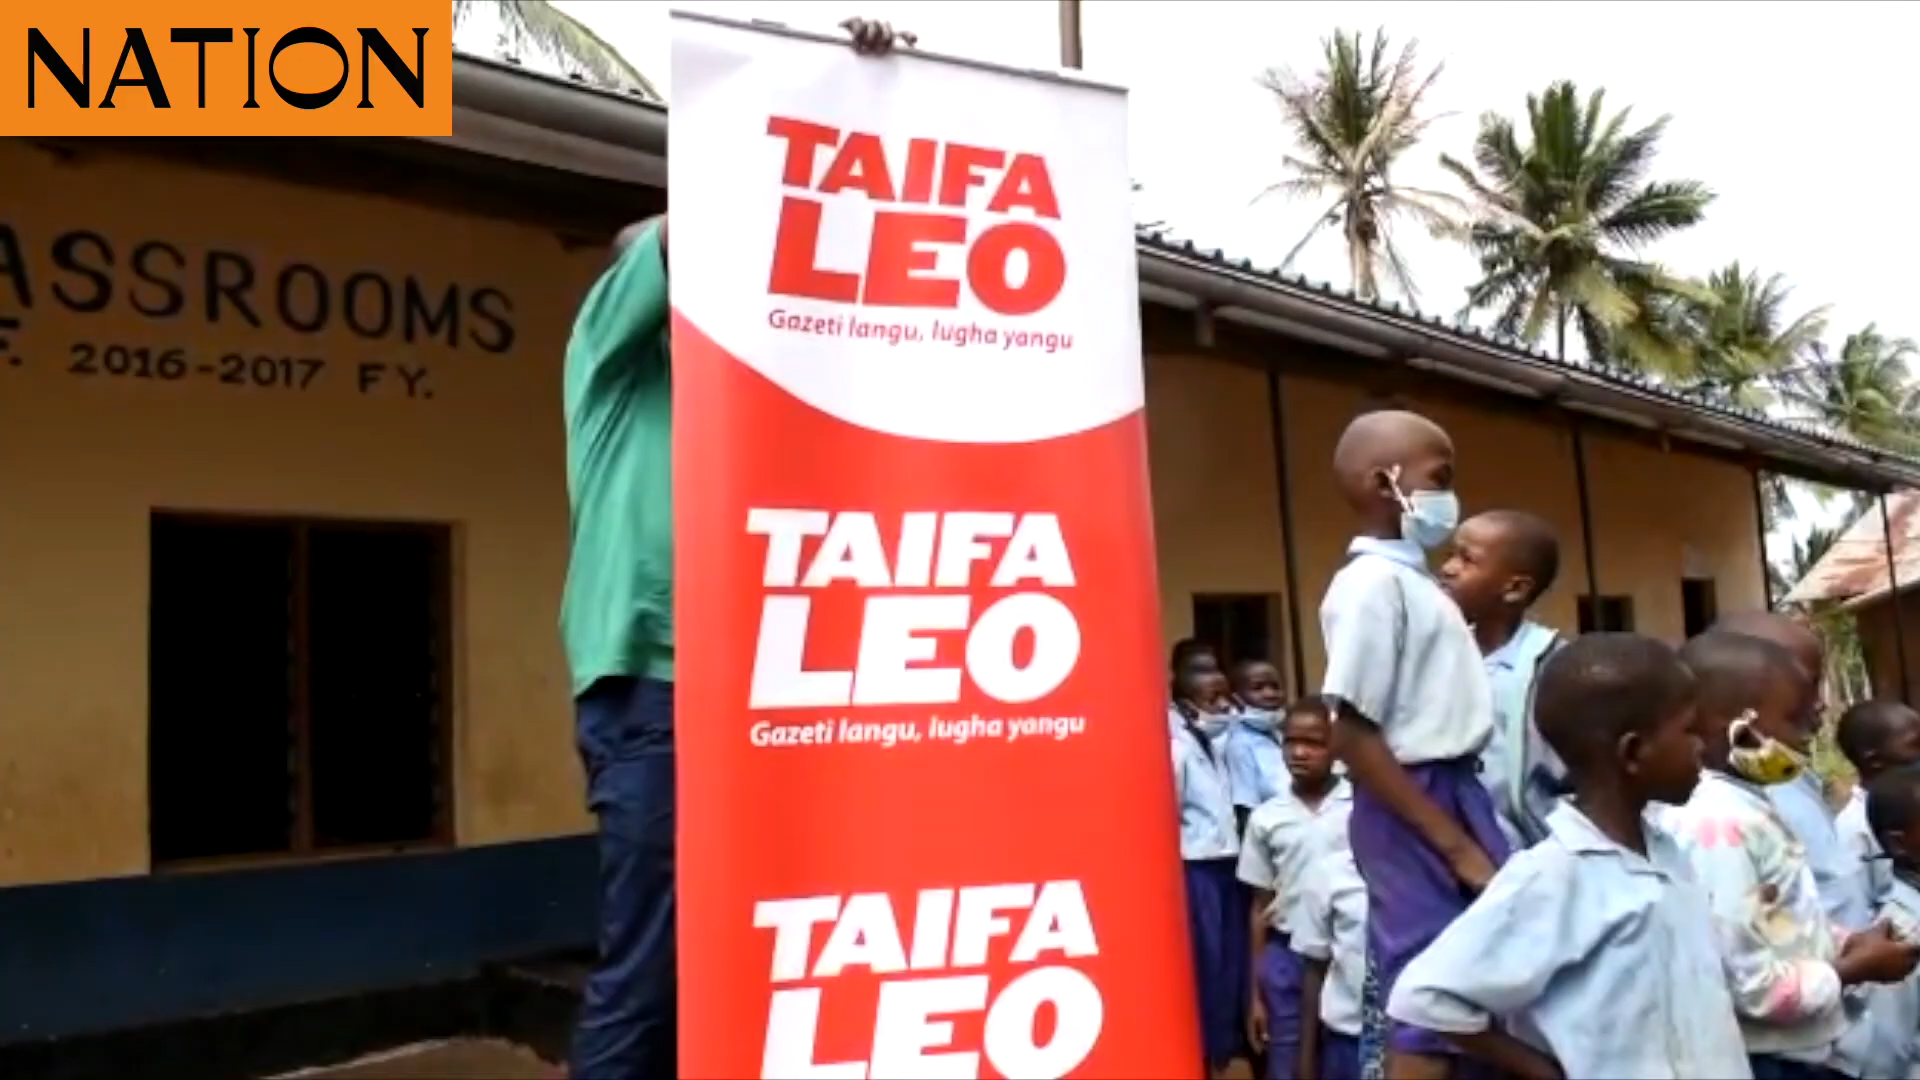 NATION
ASSROOMS
F. 2016-2017 FY.
TAIFA
LEO
Gazeti langu, lugha yangu
TAIFA
LEO
Gazeti langu, lugha yangu
TAIFA
LEO